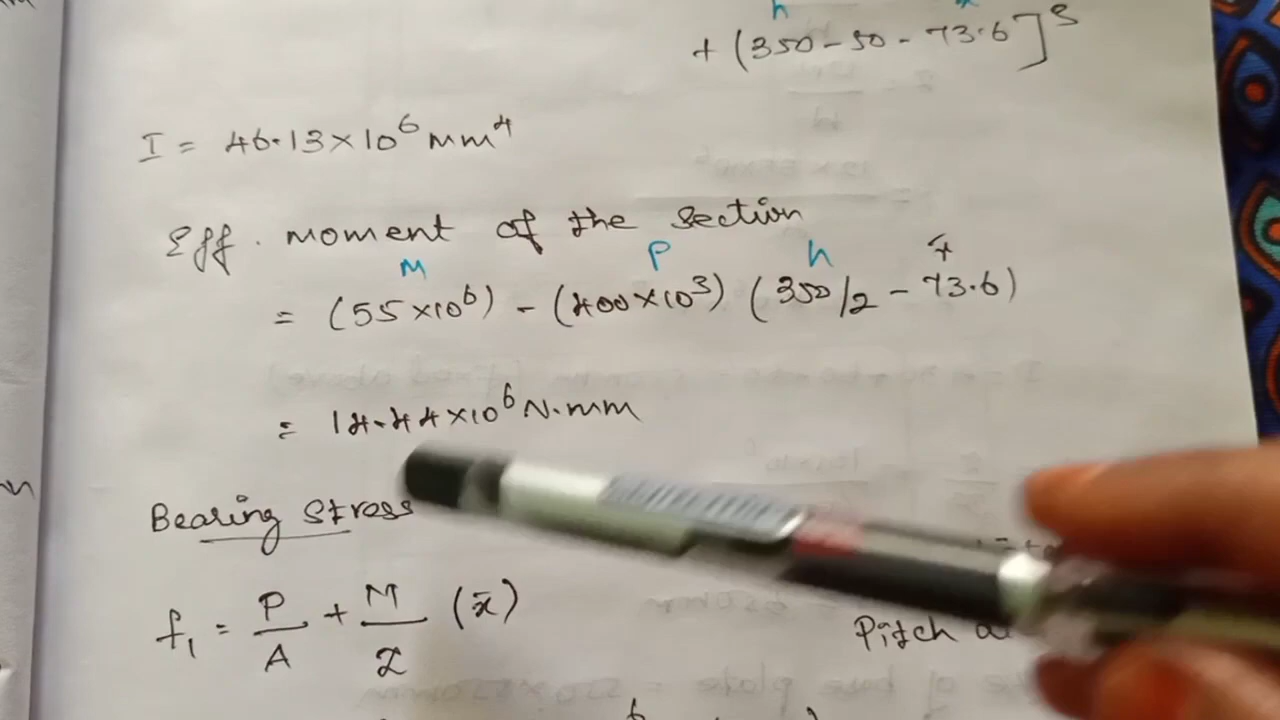 h x̄
+ (350-50-73.6]³
I = 46.13×10⁶ mm⁴
Eff. moment of the section
M P h x̄
= (55×10⁶) - (400×10³) (350/2 - 73.6)
= 14.44×10⁶ N.mm
Bearing Stress
f₁ = P/A + M/I (x̄)
Pitch